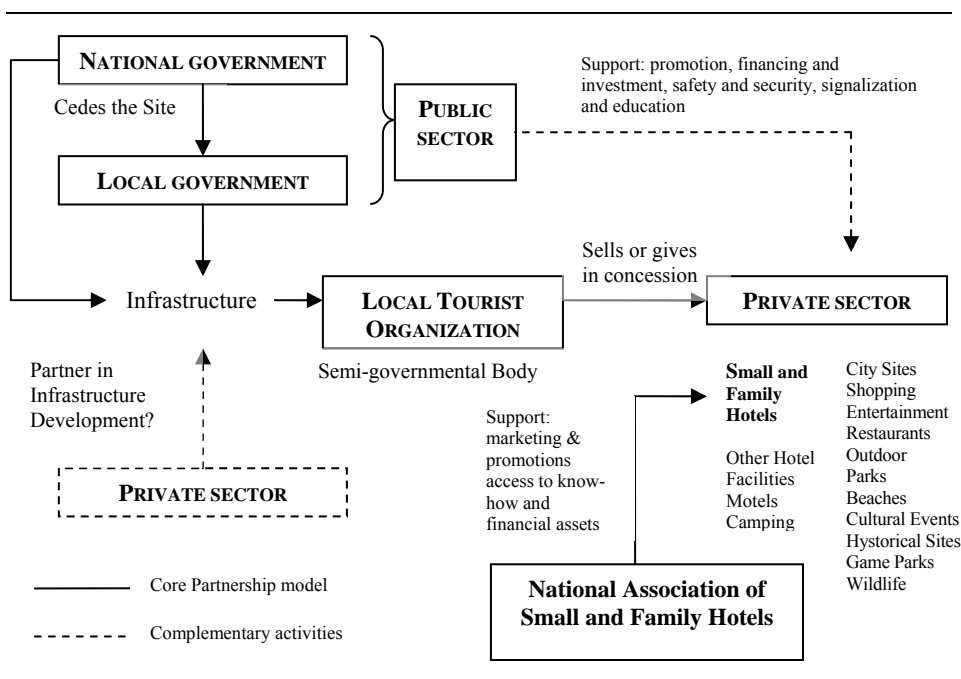 NATIONAL GOVERNMENT
Cedes the Site
LOCAL GOVERNMENT
PUBLIC
SECTOR
Support: promotion, financing and
investment, safety and security, signalization
and education
Infrastructure
LOCAL TOURIST
ORGANIZATION
Semi-governmental Body
Sells or gives
in concession
PRIVATE SECTOR
Partner in
Infrastructure
Development?
PRIVATE SECTOR
Support:
marketing &
promotions
access to know-
how and
financial assets
Small and
Family
Hotels
Other Hotel
Facilities
Motels
Camping
City Sites
Shopping
Entertainment
Restaurants
Outdoor
Parks
Beaches
Cultural Events
Hystorical Sites
Game Parks
Wildlife
National Association of
Small and Family Hotels
Core Partnership model
Complementary activities